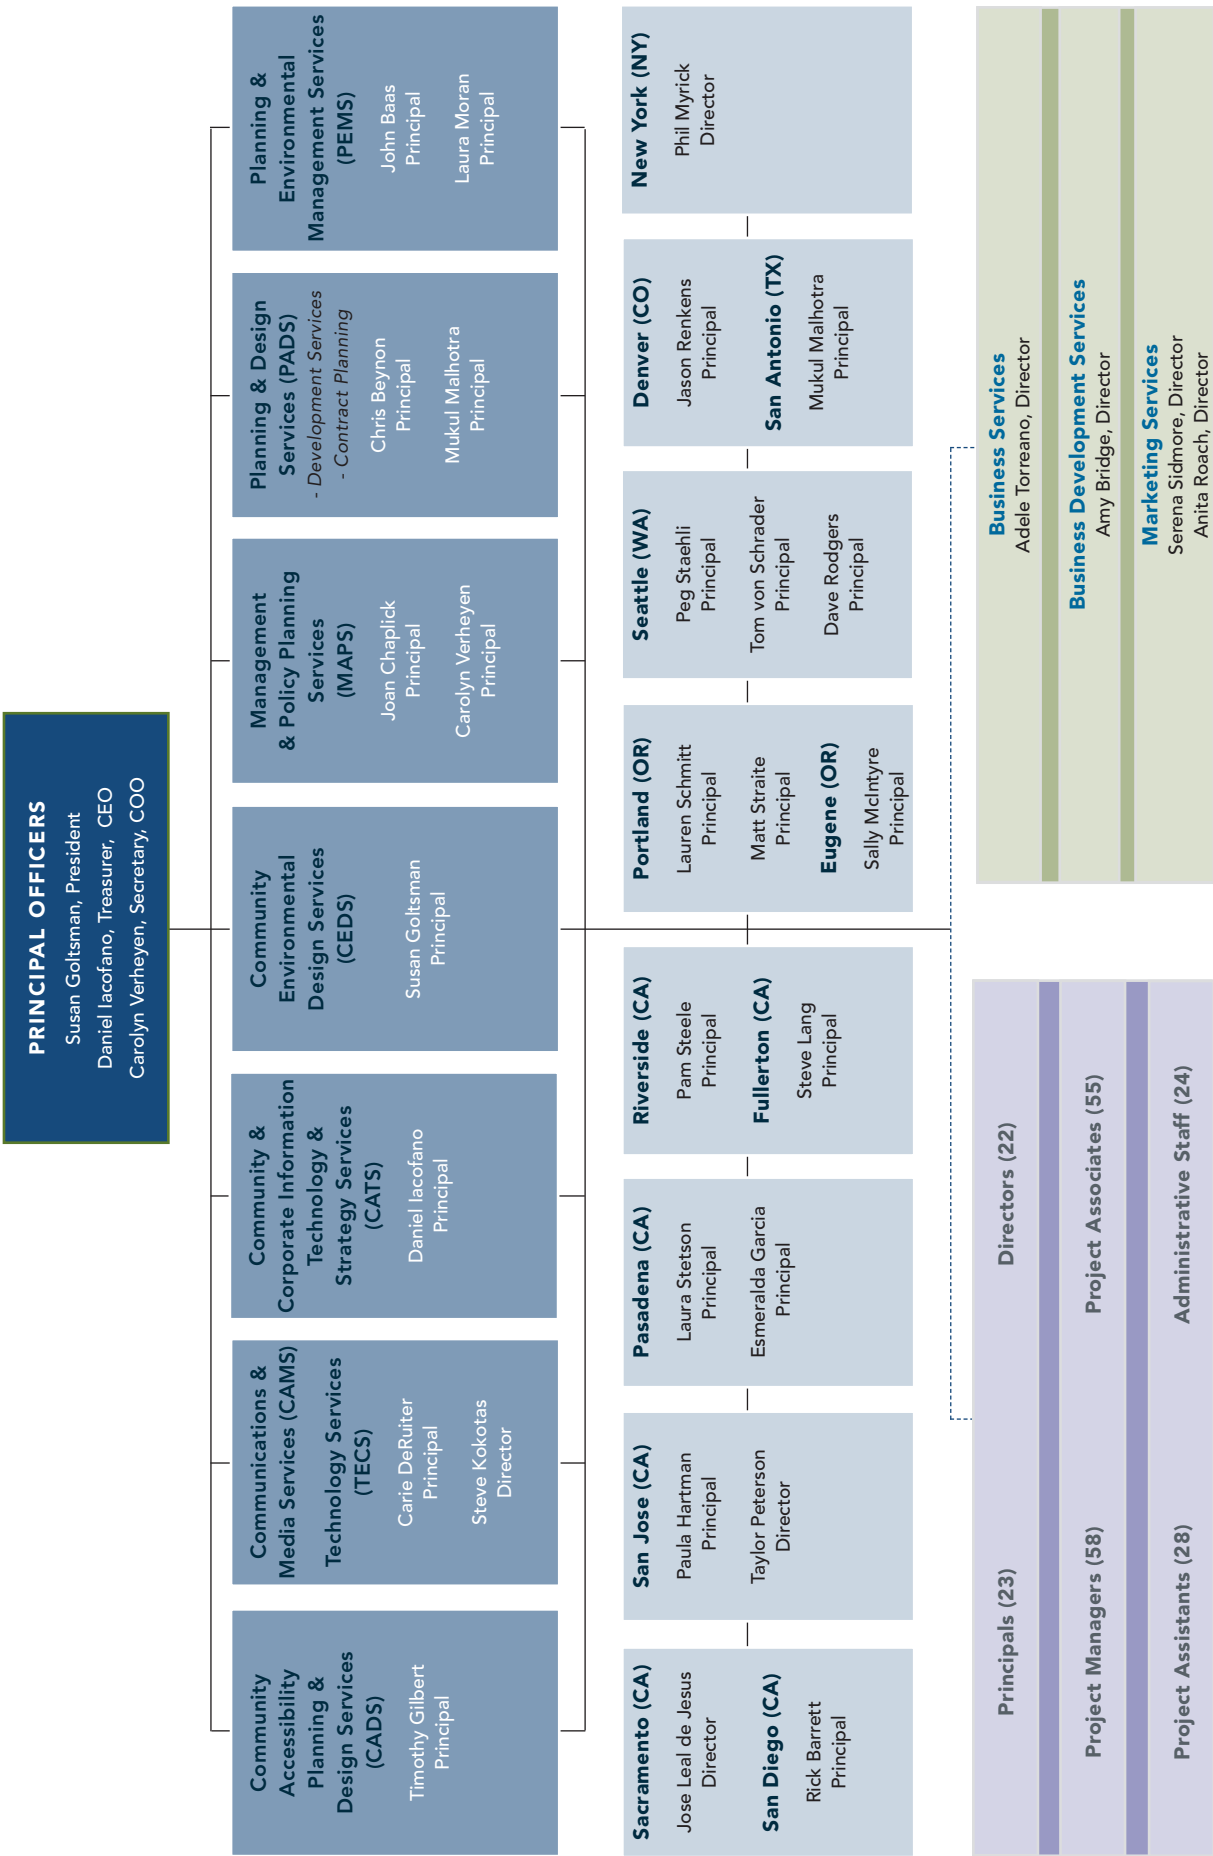 PRINCIPAL OFFICERS
Susan Goltsman, President
Daniel Iacofano, Treasurer, CEO
Carolyn Verheyen, Secretary, COO
Community
Accessibility
Planning &
Design Services
(CADS)
Timothy Gilbert
Principal
Communications &
Media Services (CAMS)
Technology Services
(TECS)
Carie DeRuiter
Principal
Steve Kokotas
Director
Community &
Corporate Information
Technology &
Strategy Services
(CATS)
Daniel Iacofano
Principal
Community
Environmental
Design Services
(CEDS)
Susan Goltsman
Principal
Management
& Policy Planning
Services
(MAPS)
Joan Chaplick
Principal
Carolyn Verheyen
Principal
Planning & Design
Services (PADS)
- Development Services
- Contract Planning
Chris Beynon
Principal
Mukul Malhotra
Principal
Planning &
Environmental
Management Services
(PEMS)
John Baas
Principal
Laura Moran
Principal
Sacramento (CA)
Jose Leal de Jesus
Director
San Diego (CA)
Rick Barrett
Principal
San Jose (CA)
Paula Hartman
Principal
Taylor Peterson
Director
Pasadena (CA)
Laura Stetson
Principal
Esmeralda Garcia
Principal
Riverside (CA)
Pam Steele
Principal
Fullerton (CA)
Steve Lang
Principal
Portland (OR)
Lauren Schmitt
Principal
Matt Straite
Principal
Eugene (OR)
Sally McIntyre
Principal
Seattle (WA)
Peg Staehli
Principal
Tom von Schrader
Principal
Dave Rodgers
Principal
Denver (CO)
Jason Renkens
Principal
San Antonio (TX)
Mukul Malhotra
Principal
New York (NY)
Phil Myrick
Director
Principals (23)
Directors (22)
Project Managers (58)
Project Associates (55)
Project Assistants (28)
Administrative Staff (24)
Business Services
Adele Torreano, Director
Business Development Services
Amy Bridge, Director
Marketing Services
Serena Sidmore, Director
Anita Roach, Director